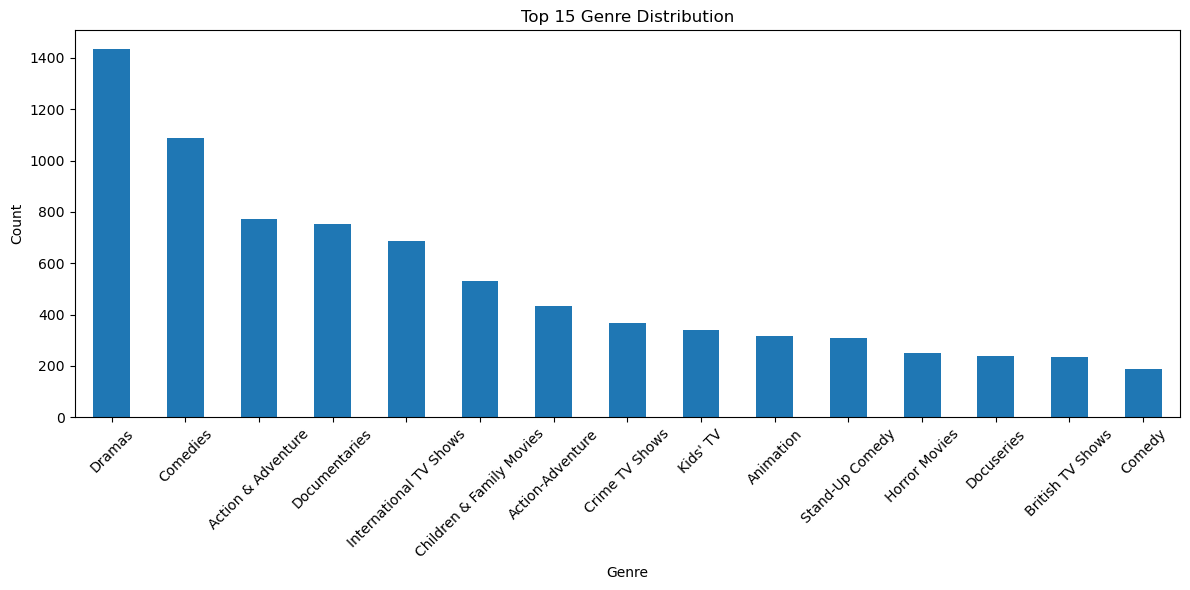 Top 15 Genre Distribution
Count
1400
1200
1000
800
600
400
200
0
Dramas
Comedies
Action & Adventure
Documentaries
International TV Shows
Children & Family Movies
Action-Adventure
Crime TV Shows
Kids' TV
Animation
Stand-Up Comedy
Horror Movies
Docuseries
British TV Shows
Comedy
Genre